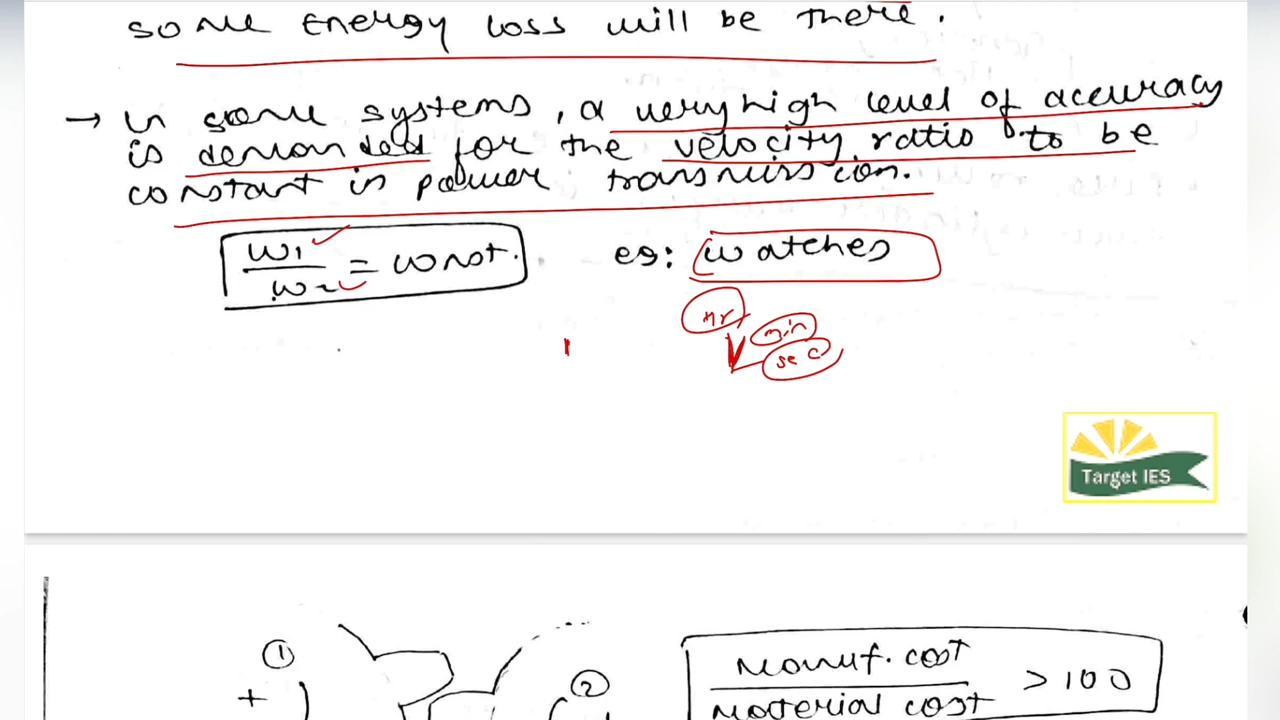 some energy loss will be there.
→ in some systems, a very high level of accuracy
is demanded for the velocity ratio to be
constant in power transmission.
w1/w2 = const. eg: watches
Hr
min
sec
Target IES
①
+
②
Manuf. cost / Material cost > 100